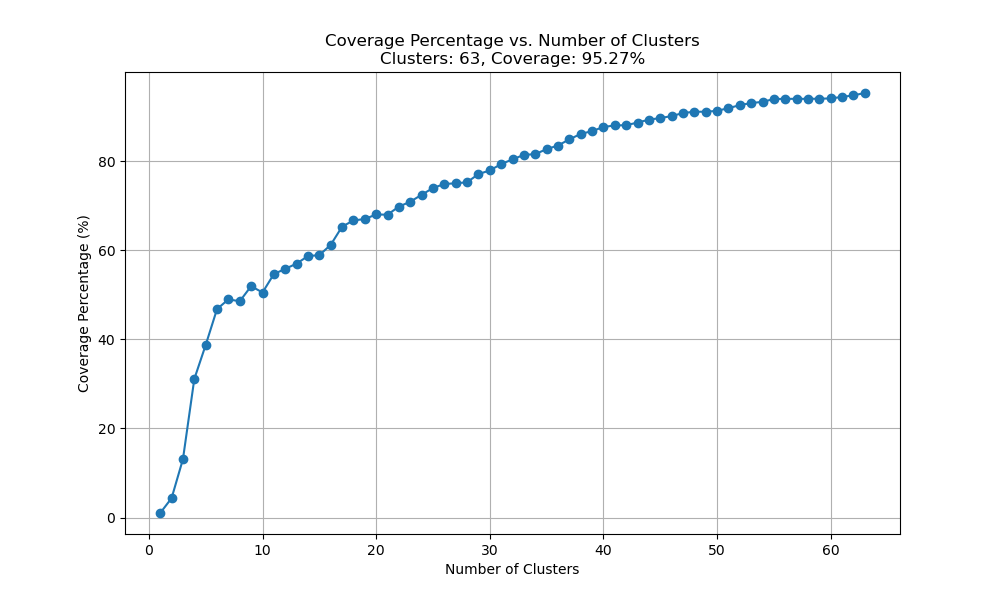 Coverage Percentage vs. Number of Clusters
Clusters: 63, Coverage: 95.27%
Coverage Percentage (%)
80
60
40
20
0
0 10 20 30 40 50 60
Number of Clusters